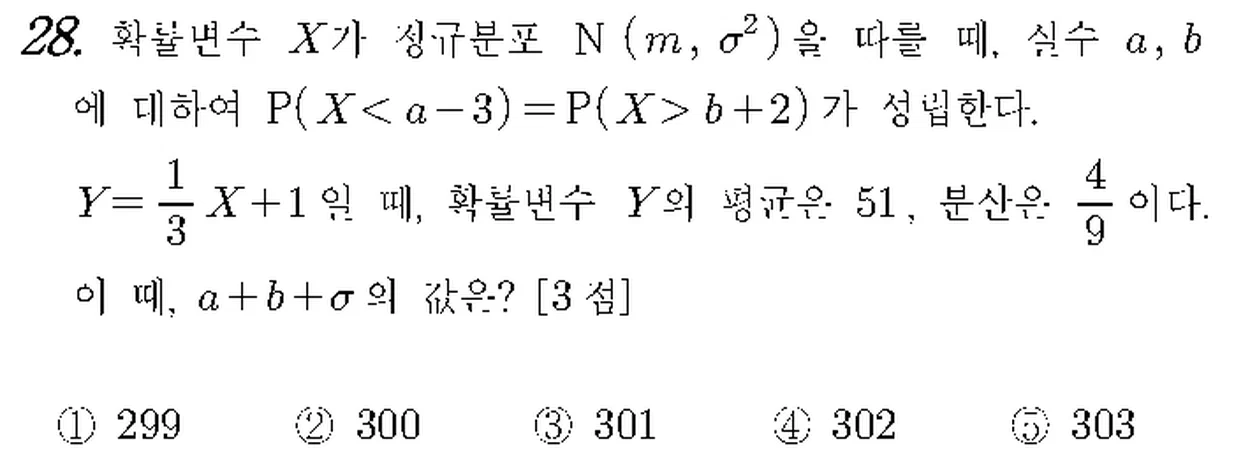 28. 확률변수 X가 정규분포 N(m, σ²)을 따를 때, 실수 a, b
에 대하여 P(X < a-3) = P(X > b+2)가 성립한다.
Y = 1/3 X+1 일 때, 확률변수 Y의 평균은 51, 분산은 4/9 이다.
이 때, a+b+σ의 값은? [3점]
① 299 ② 300 ③ 301 ④ 302 ⑤ 303